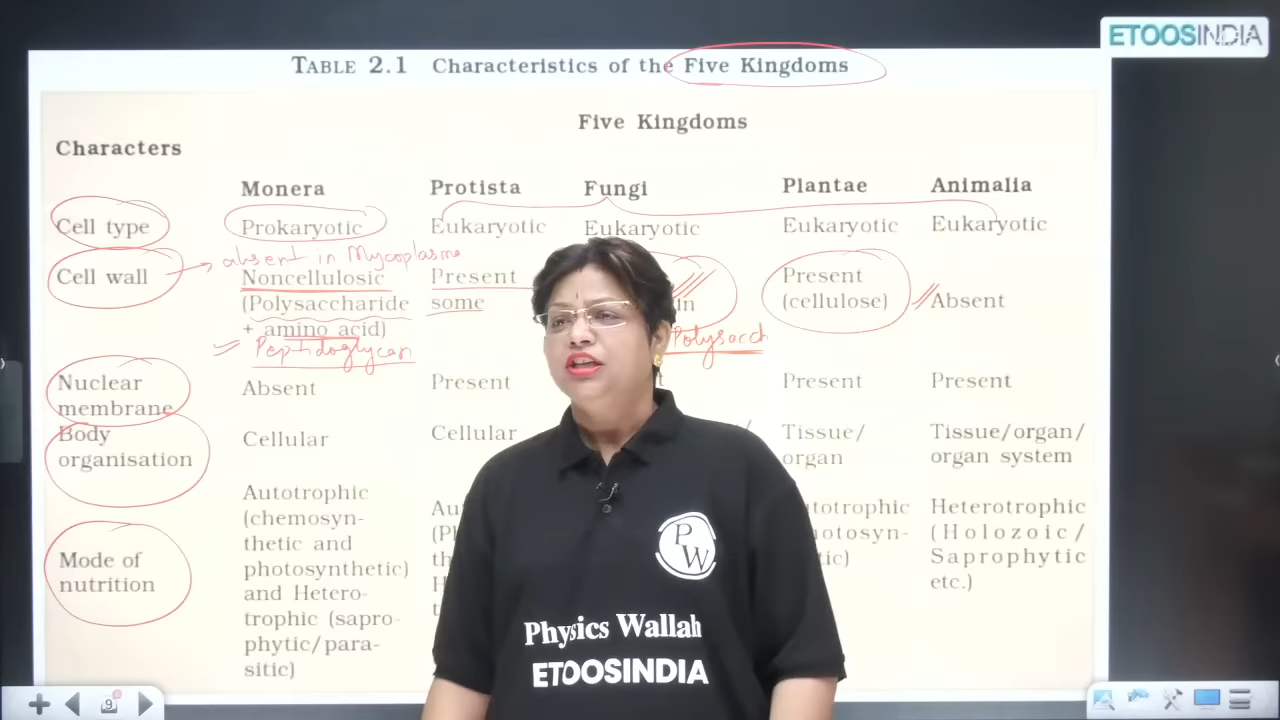 ETOOSINDIA
TABLE 2.1 Characteristics of the Five Kingdoms
Five Kingdoms
Characters
Monera Protista Fungi Plantae Animalia
Cell type Prokaryotic Eukaryotic Eukaryotic Eukaryotic Eukaryotic
absent in Mycoplasma
Cell wall Noncellulosic Present Present
(Polysaccharide some (cellulose) Absent
+ amino acid)
Peptidoglycan Polysacch
Nuclear Absent Present Present Present
membrane
Body Cellular Cellular Tissue/ Tissue/organ/
organisation organ organ system
Autotrophic Heterotrophic
(chemosyn- (Holozoic/
thetic and Saprophytic
Mode of photosynthetic) etc.)
nutrition and Hetero-
trophic (sapro-
phytic/para-
sitic)
PW
Physics Wallah
ETOOSINDIA
9